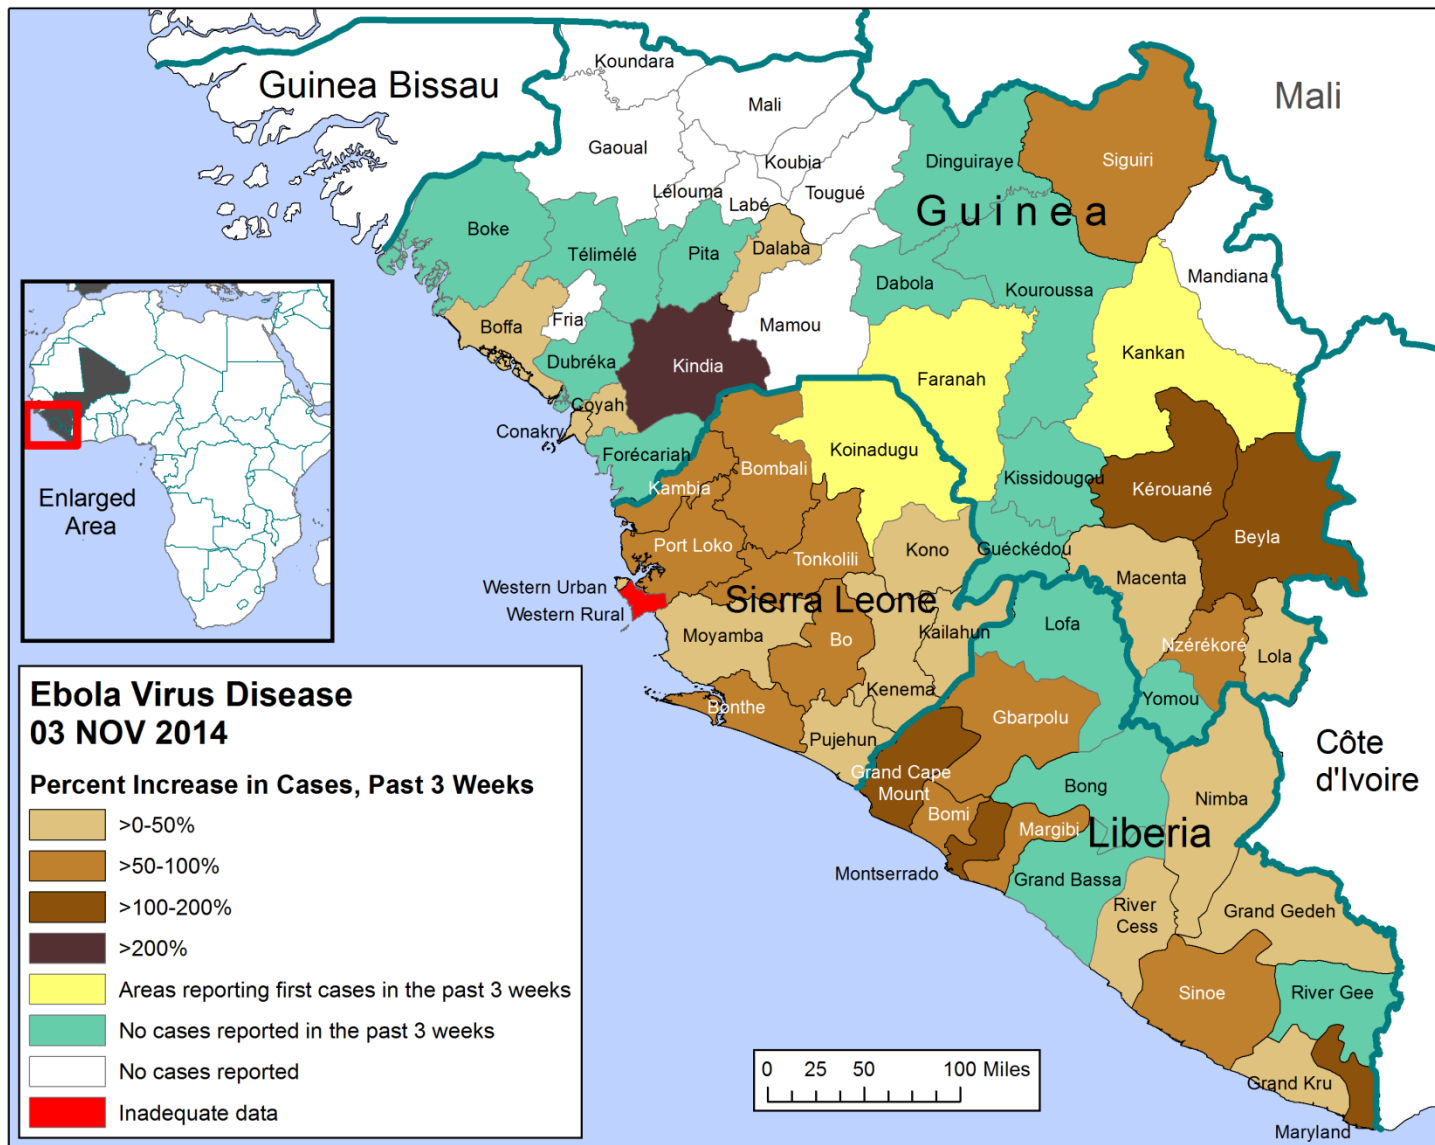 Guinea Bissau
Koundara
Mali
Mali
Gaoual
Koubia
Dinguiraye
Siguiri
Lélouma
Labé
Tougué
Guinea
Boke
Télimélé
Pita
Dalaba
Dabola
Kouroussa
Mandiana
Boffa
Fria
Mamou
Dubréka
Kindia
Faranah
Kankan
Coyah
Conakry
Forécariah
Koinadugu
Kambia
Bombali
Kissidougou
Kérouané
Beyla
Port Loko
Tonkolili
Kono
Guéckédou
Macenta
Western Urban
Western Rural
Sierra Leone
Moyamba
Bo
Kailahun
Lofa
Nzérékoré
Lola
Kenema
Bonthe
Gbarpolu
Yomou
Pujehun
Côte
d'Ivoire
Grand Cape
Mount
Bong
Nimba
Bomi
Margibi
Liberia
Montserrado
Grand Bassa
River
Cess
Grand Gedeh
Sinoe
River Gee
Grand Kru
Maryland
Enlarged
Area
Ebola Virus Disease
03 NOV 2014
Percent Increase in Cases, Past 3 Weeks
>0-50%
>50-100%
>100-200%
>200%
Areas reporting first cases in the past 3 weeks
No cases reported in the past 3 weeks
No cases reported
Inadequate data
0 25 50 100 Miles